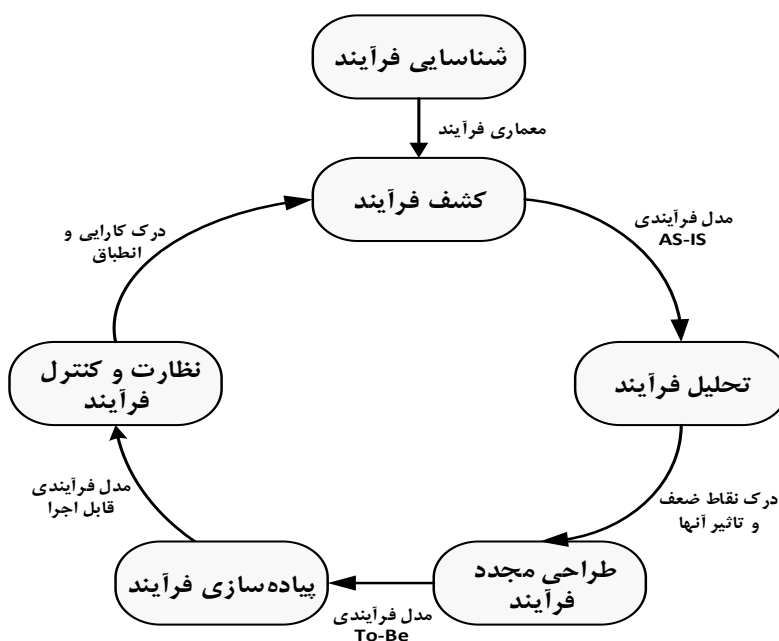 شناسایی فرآیند
معماری فرآیند
کشف فرآیند
مدل فرآیندی
AS-IS
درک کارایی و
انطباق
تحلیل فرآیند
نظارت و کنترل
فرآیند
درک نقاط ضعف
و تاثیر آنها
مدل فرآیندی
قابل اجرا
طراحی مجدد
فرآیند
پیاده‌سازی فرآیند
مدل فرآیندی
To-Be